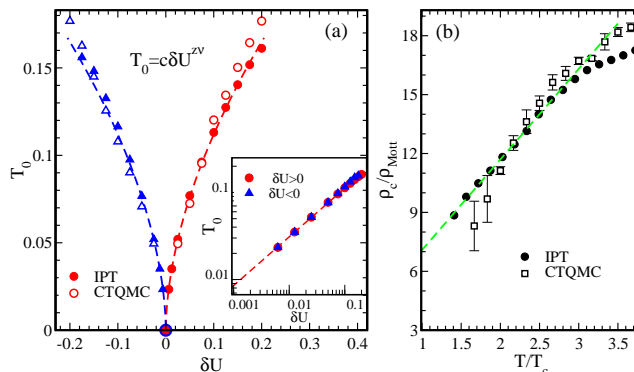 (a)
T₀=cδU^zν
T₀
0.15
0.1
0.05
0
-0.2 -0.1 0 0.1 0.2 0.3 0.4
δU
IPT
CTQMC
δU>0
δU<0
T₀
0.1
0.01
0.001 0.01 0.1
δU
(b)
ρc/ρMott
18
15
12
9
6
3
1 1.5 2 2.5 3 3.5
T/Tc
IPT
CTQMC